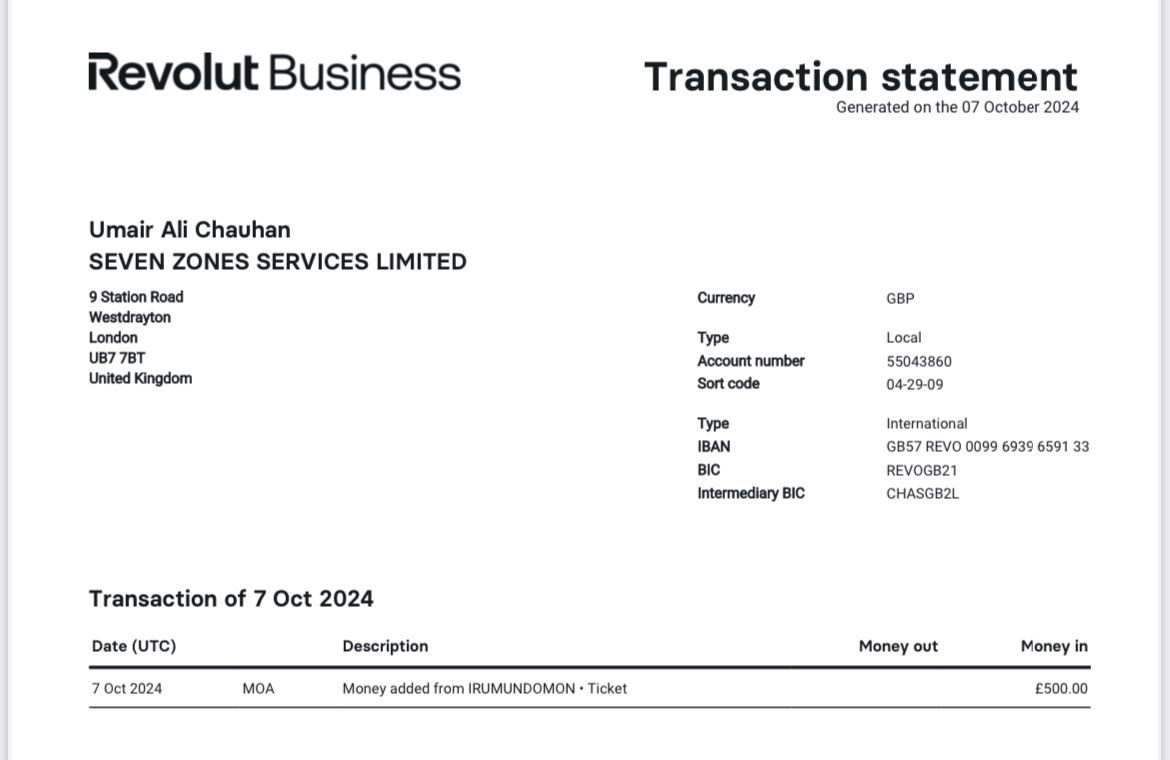 Revolut Business
Transaction statement
Generated on the 07 October 2024
Umair Ali Chauhan
SEVEN ZONES SERVICES LIMITED
9 Station Road
Westdrayton
London
UB7 7BT
United Kingdom
Currency GBP
Type Local
Account number 55043860
Sort code 04-29-09
Type International
IBAN GB57 REVO 0099 6939 6591 33
BIC REVOGB21
Intermediary BIC CHASGB2L
Transaction of 7 Oct 2024
Date (UTC) Description Money out Money in
7 Oct 2024 MOA Money added from IRUMUNDOMON • Ticket £500.00